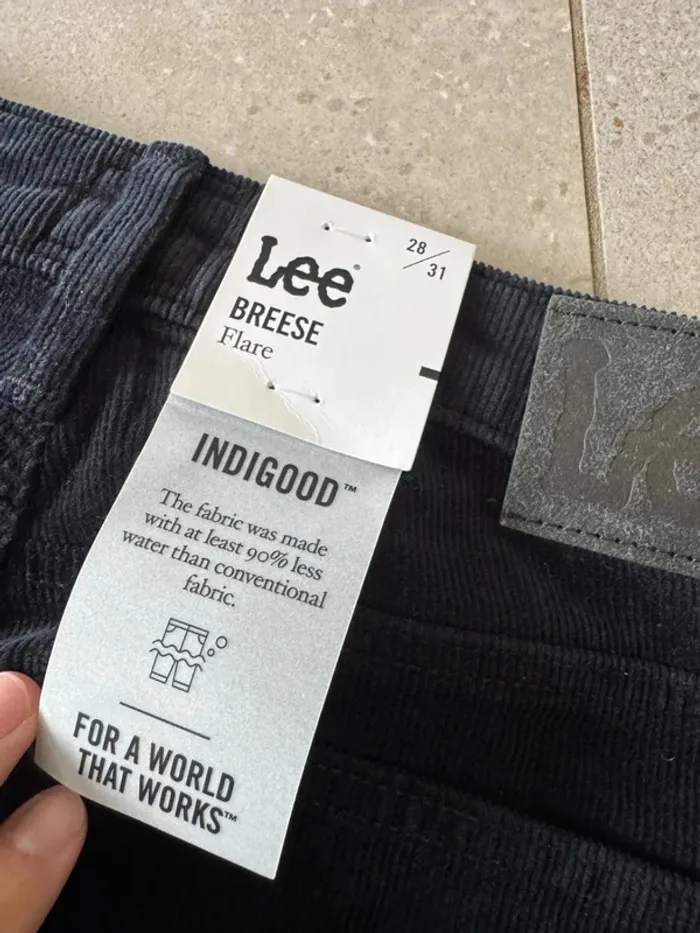 28/31
Lee®
BREESE
Flare
INDIGOOD™
The fabric was made
with at least 90% less
water than conventional
fabric.
FOR A WORLD
THAT WORKS™
Le